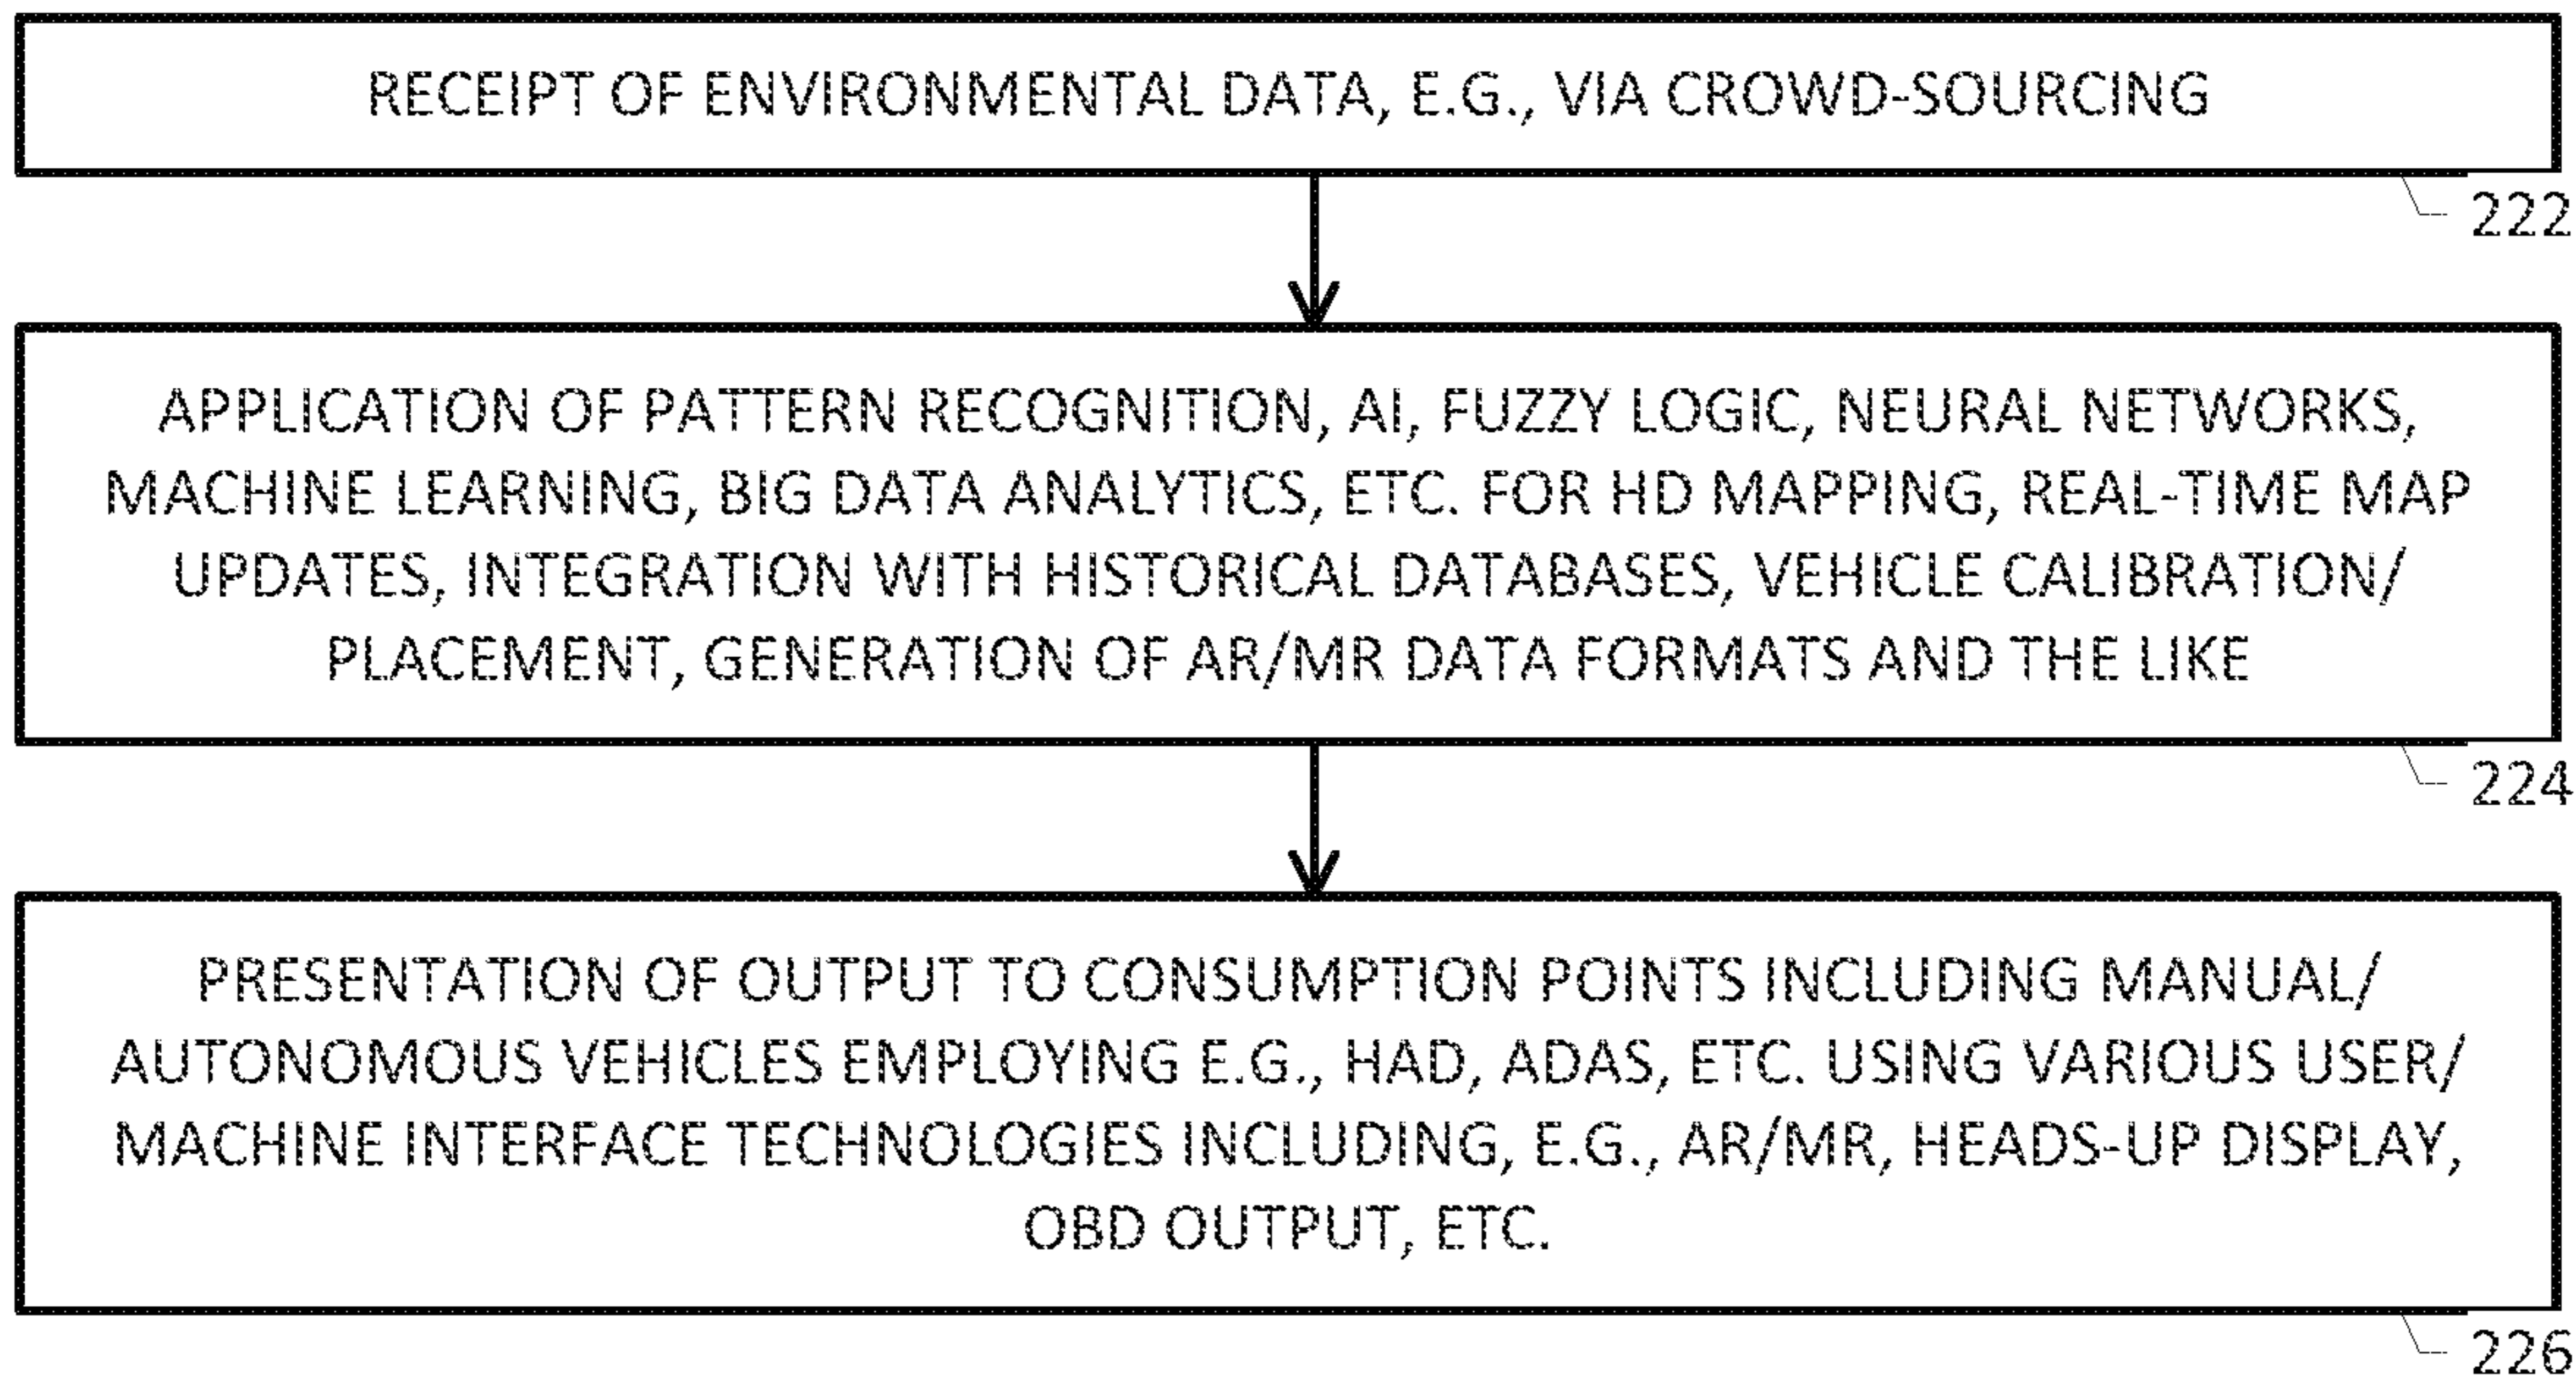 RECEIPT OF ENVIRONMENTAL DATA, E.G., VIA CROWD-SOURCING
222
APPLICATION OF PATTERN RECOGNITION, AI, FUZZY LOGIC, NEURAL NETWORKS,
MACHINE LEARNING, BIG DATA ANALYTICS, ETC. FOR HD MAPPING, REAL-TIME MAP
UPDATES, INTEGRATION WITH HISTORICAL DATABASES, VEHICLE CALIBRATION/
PLACEMENT, GENERATION OF AR/MR DATA FORMATS AND THE LIKE
224
PRESENTATION OF OUTPUT TO CONSUMPTION POINTS INCLUDING MANUAL/
AUTONOMOUS VEHICLES EMPLOYING E.G., HAD, ADAS, ETC. USING VARIOUS USER/
MACHINE INTERFACE TECHNOLOGIES INCLUDING, E.G., AR/MR, HEADS-UP DISPLAY,
OBD OUTPUT, ETC.
226